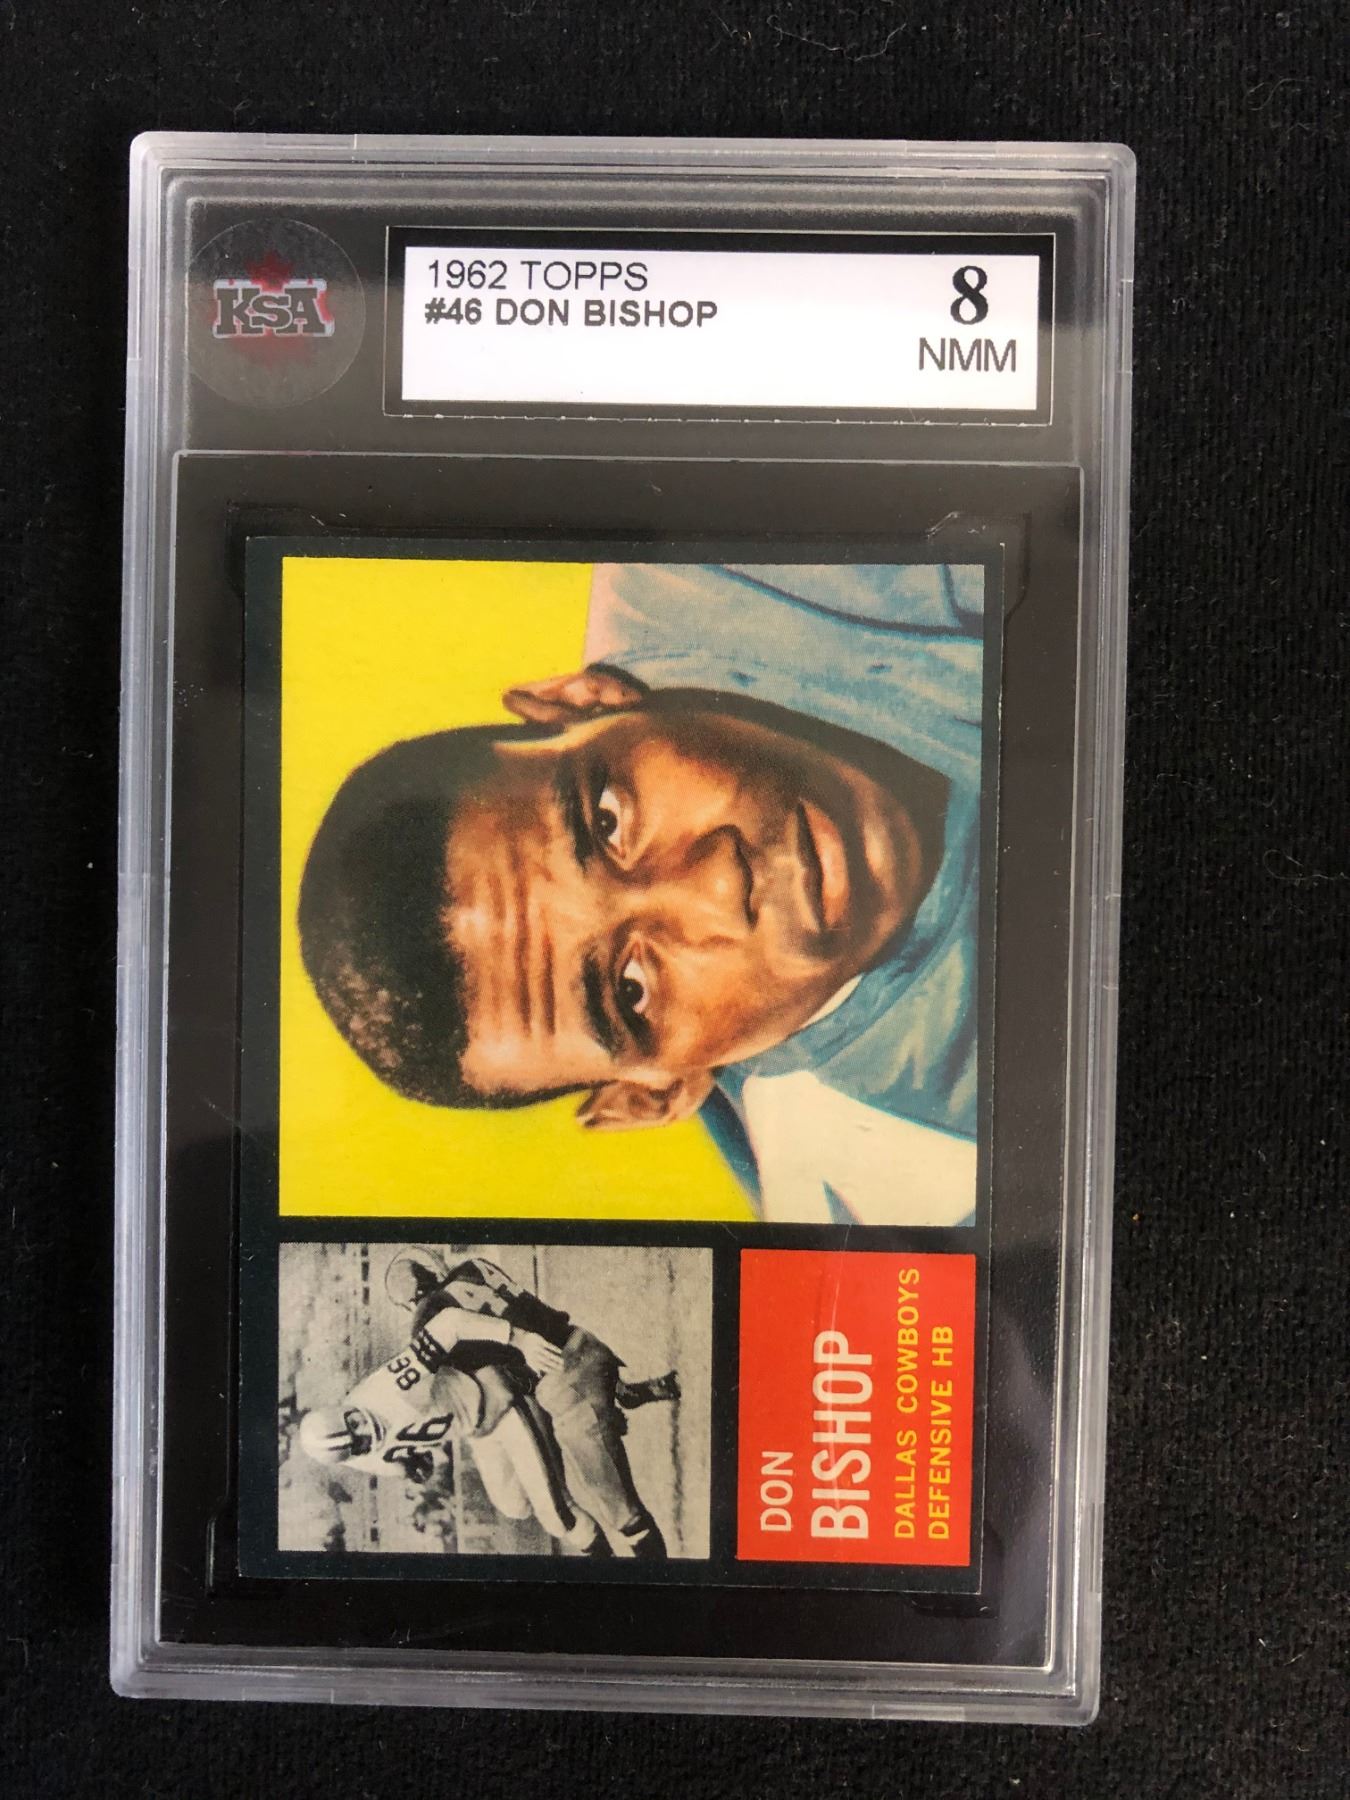 KSA
1962 TOPPS
#46 DON BISHOP
8
NMM
DON
BISHOP
DALLAS COWBOYS
DEFENSIVE HB